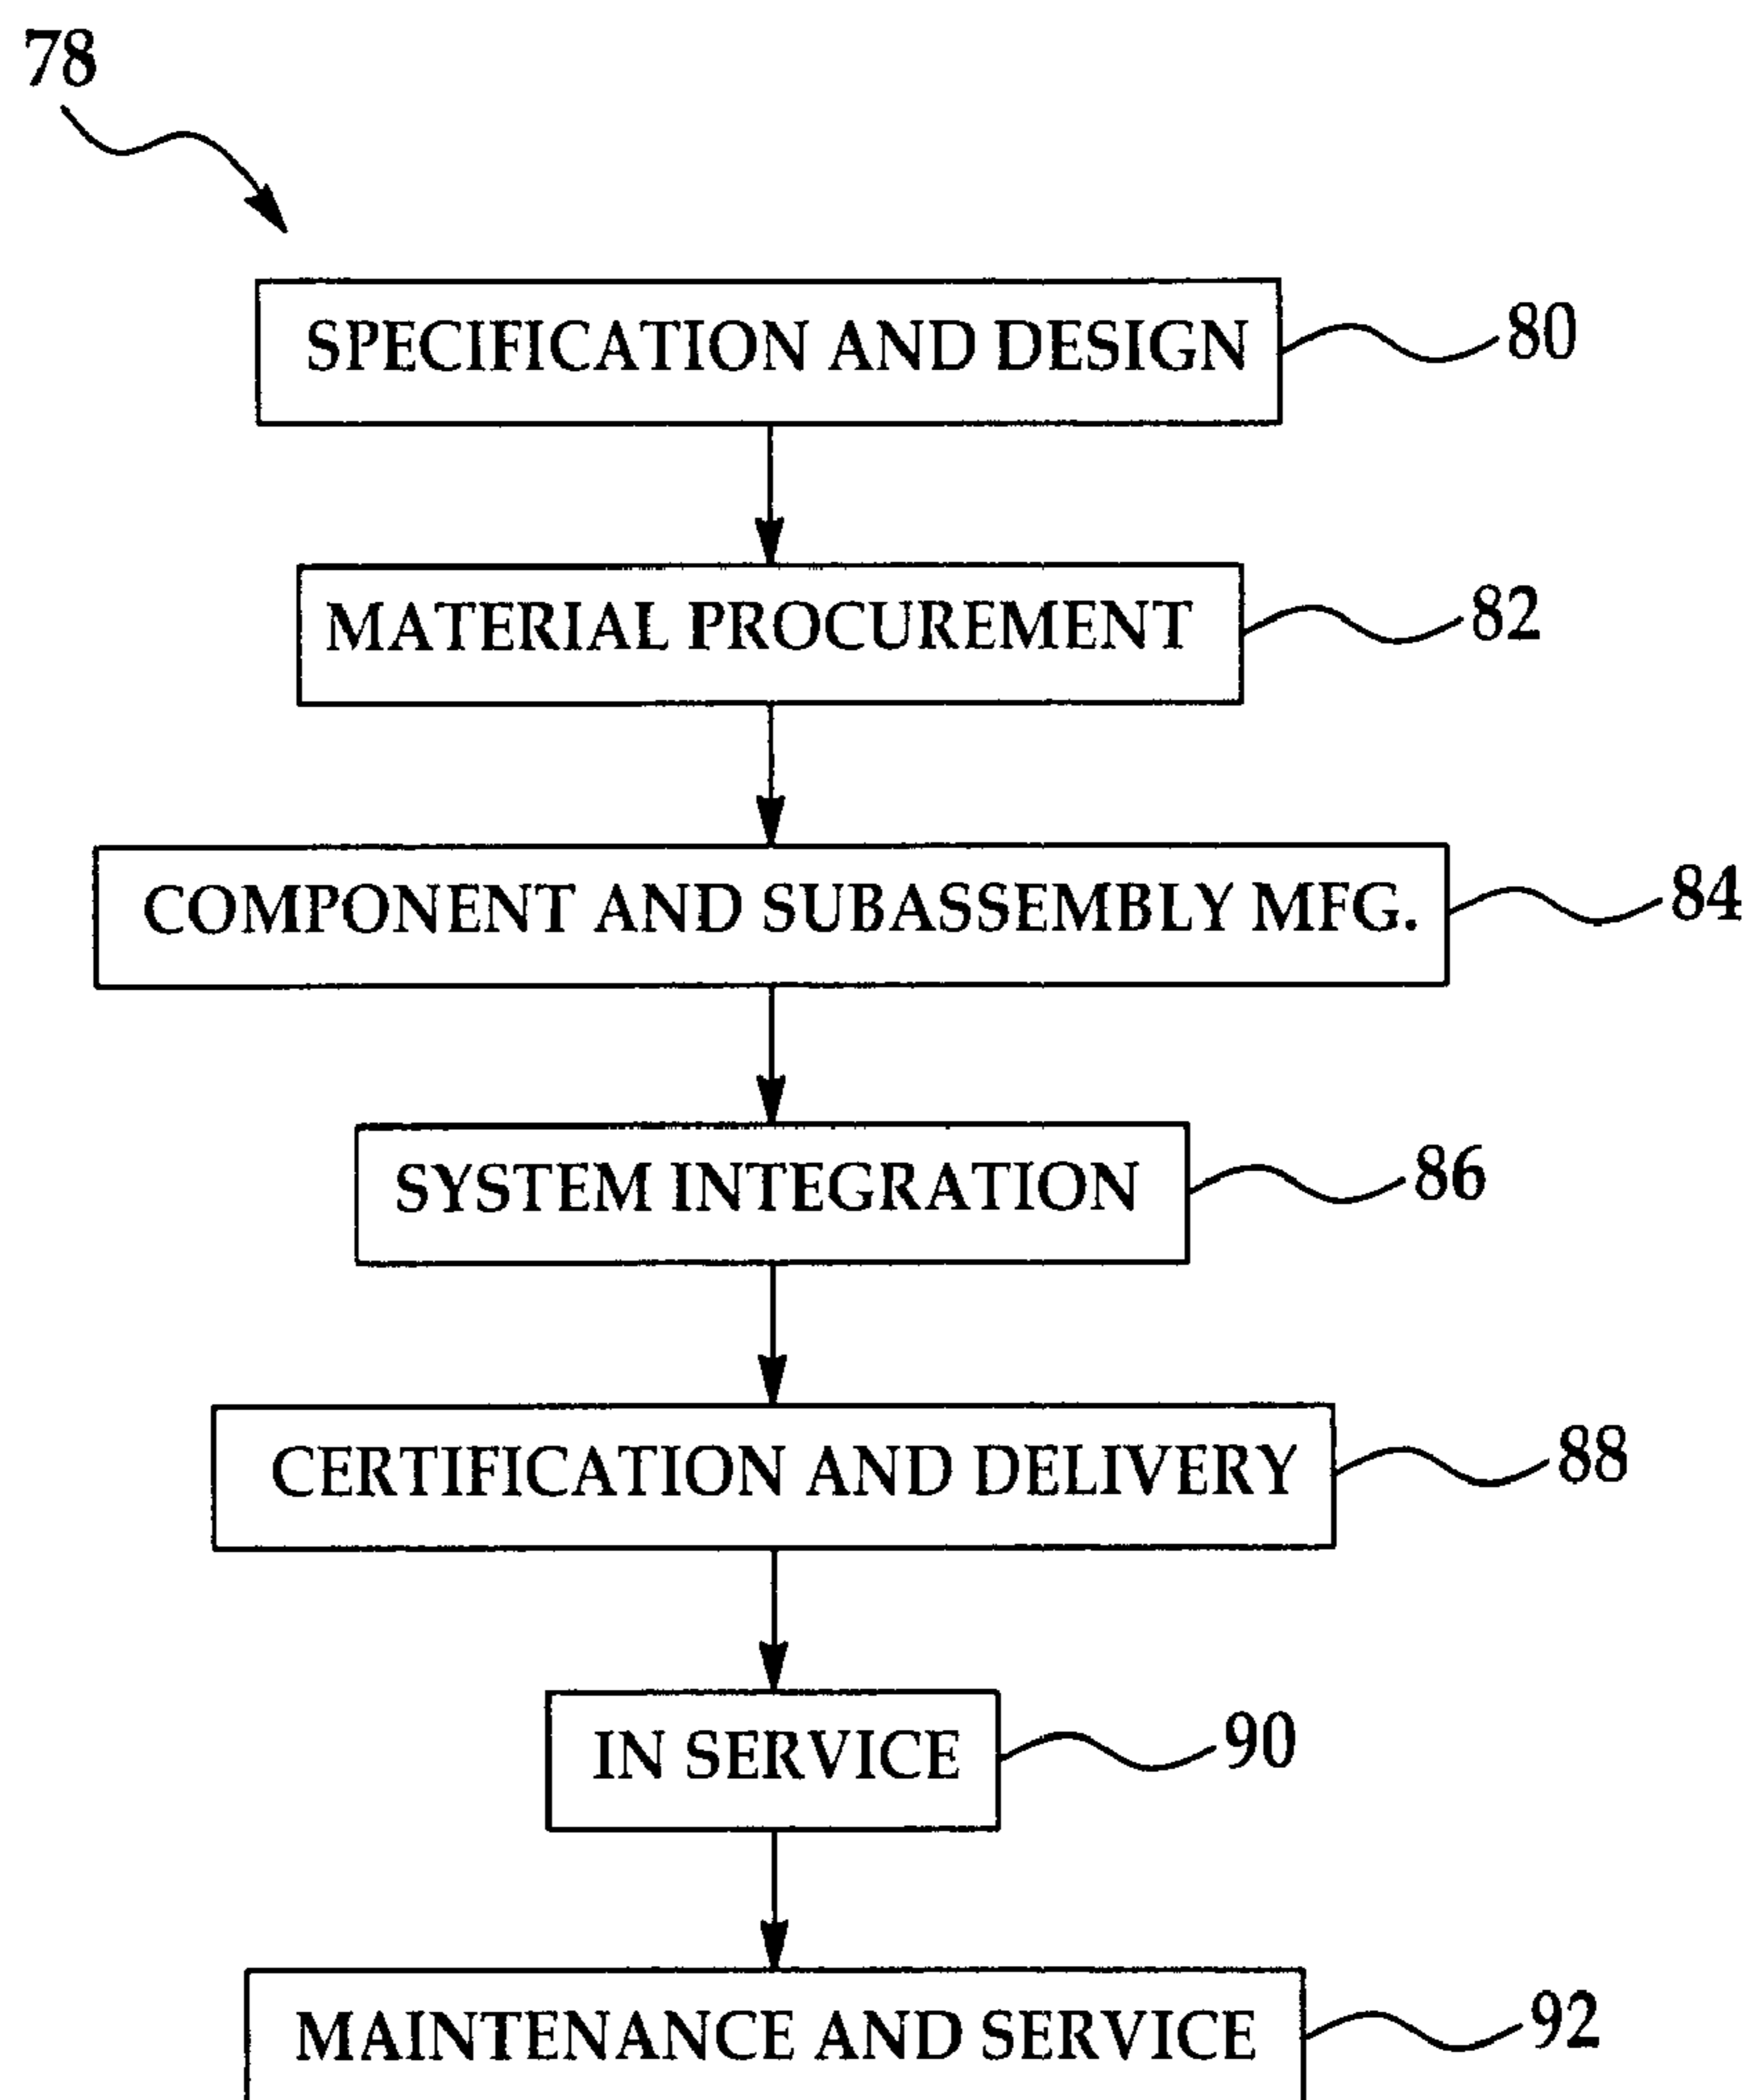 78
SPECIFICATION AND DESIGN 80
MATERIAL PROCUREMENT 82
COMPONENT AND SUBASSEMBLY MFG. 84
SYSTEM INTEGRATION 86
CERTIFICATION AND DELIVERY 88
IN SERVICE 90
MAINTENANCE AND SERVICE 92